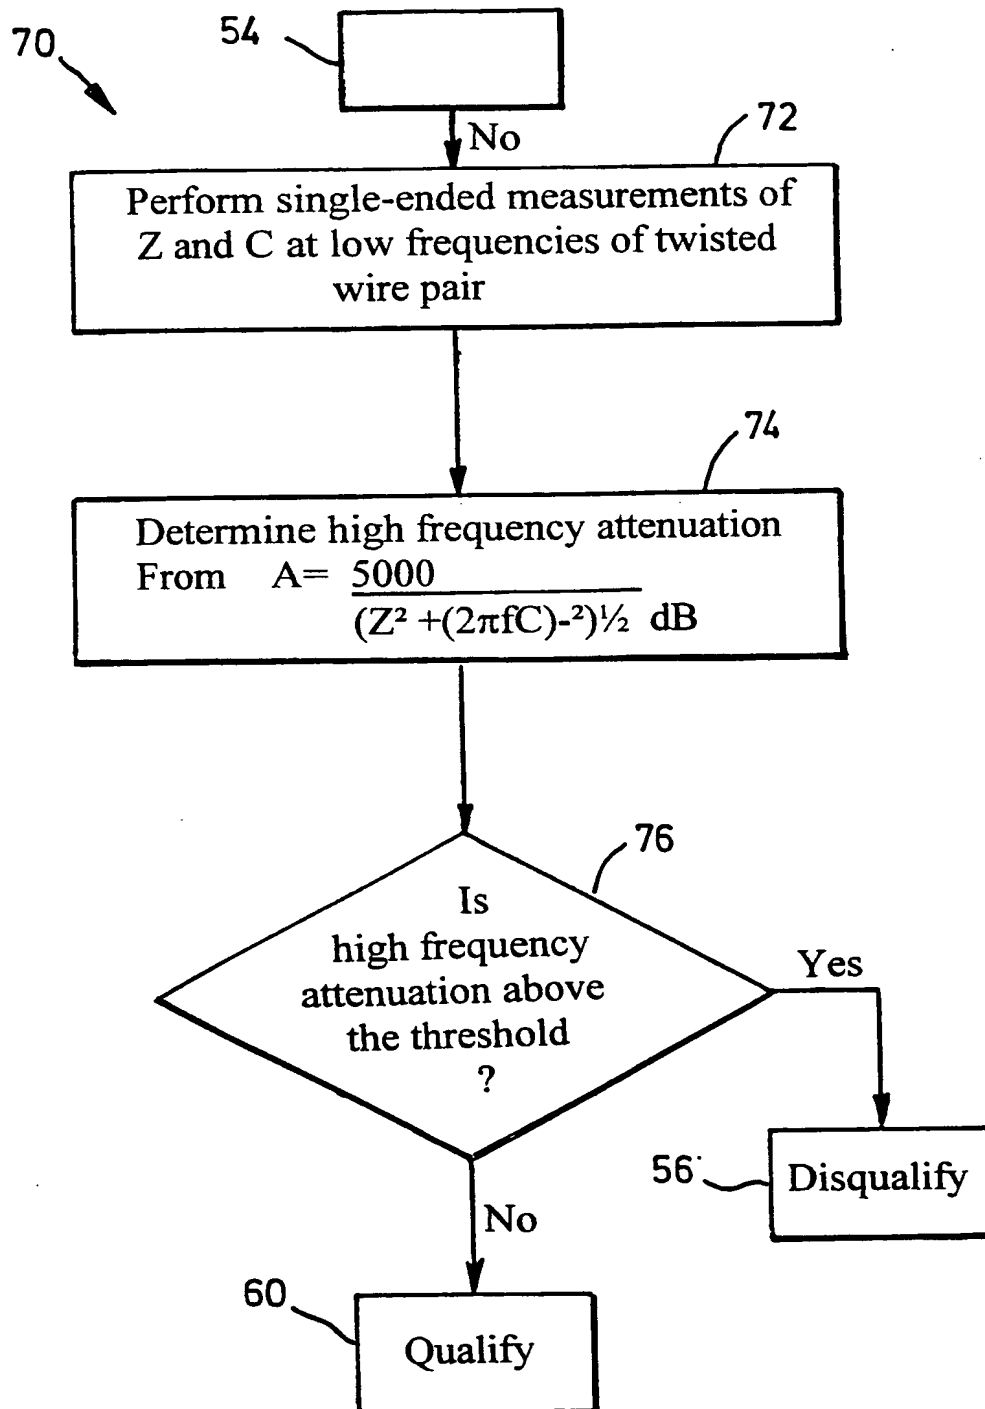 70
54
No
72
Perform single-ended measurements of
Z and C at low frequencies of twisted
wire pair
74
Determine high frequency attenuation
From A= 5000
(Z² +(2πfC)-²)½ dB
76
Is
high frequency
attenuation above
the threshold
?
Yes
56
Disqualify
No
60
Qualify